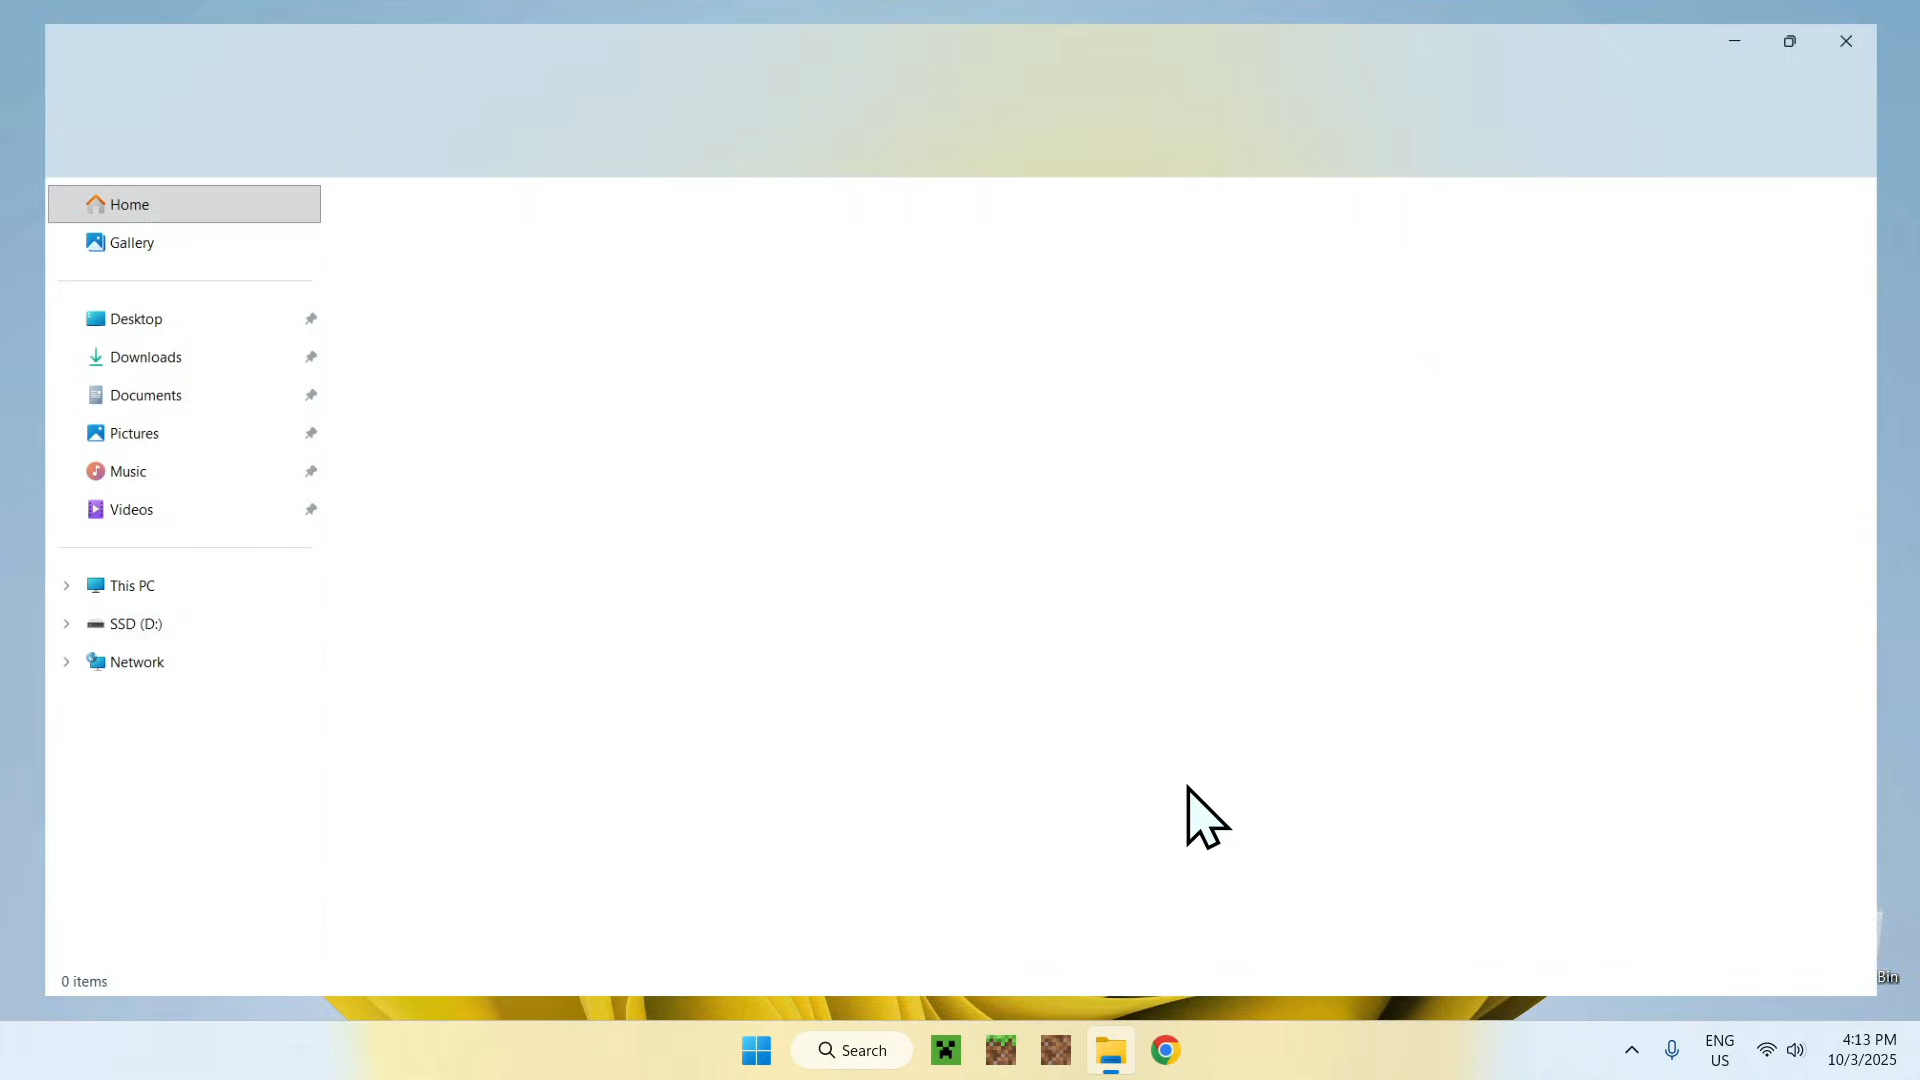 Home
Gallery
Desktop
Downloads
Documents
Pictures
Music
Videos
This PC
SSD (D:)
Network
0 items
Bin
Search
ENG
US
4:13 PM
10/3/2025